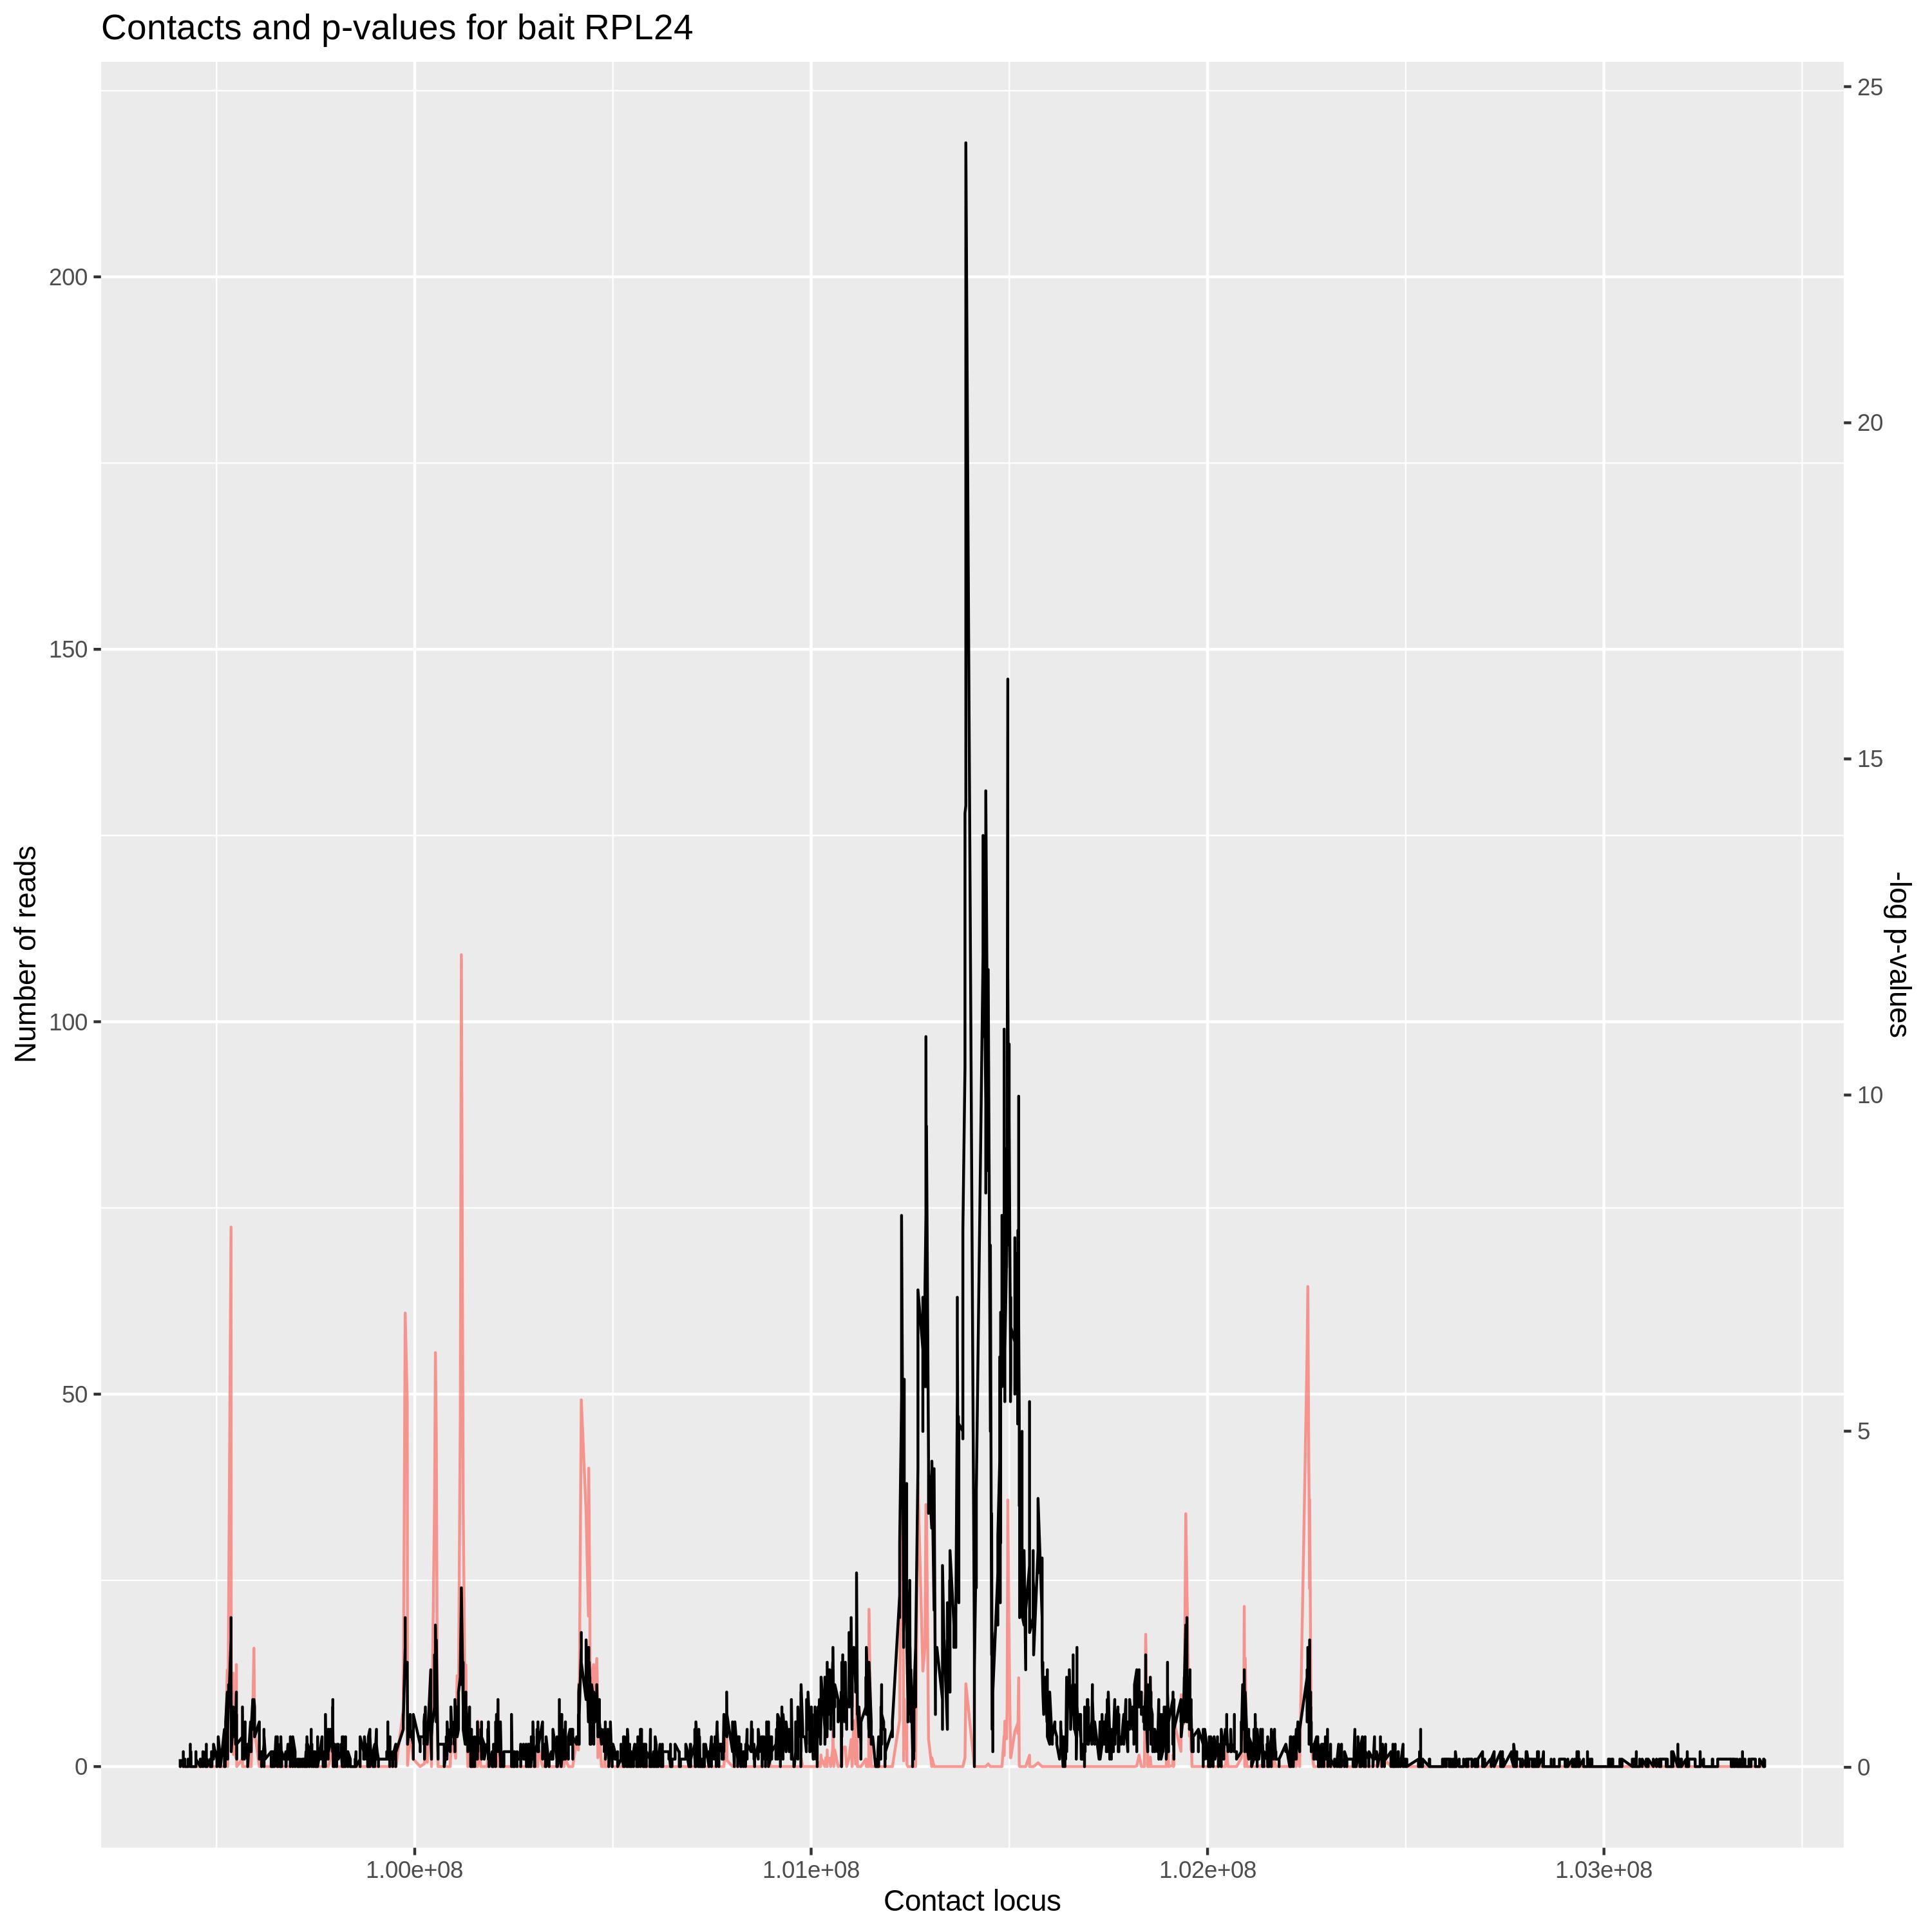 Contacts and p-values for bait RPL24
Number of reads
200
150
100
50
0
25
20
15
10
5
0
-log p-values
1.00e+08
1.01e+08
1.02e+08
1.03e+08
Contact locus